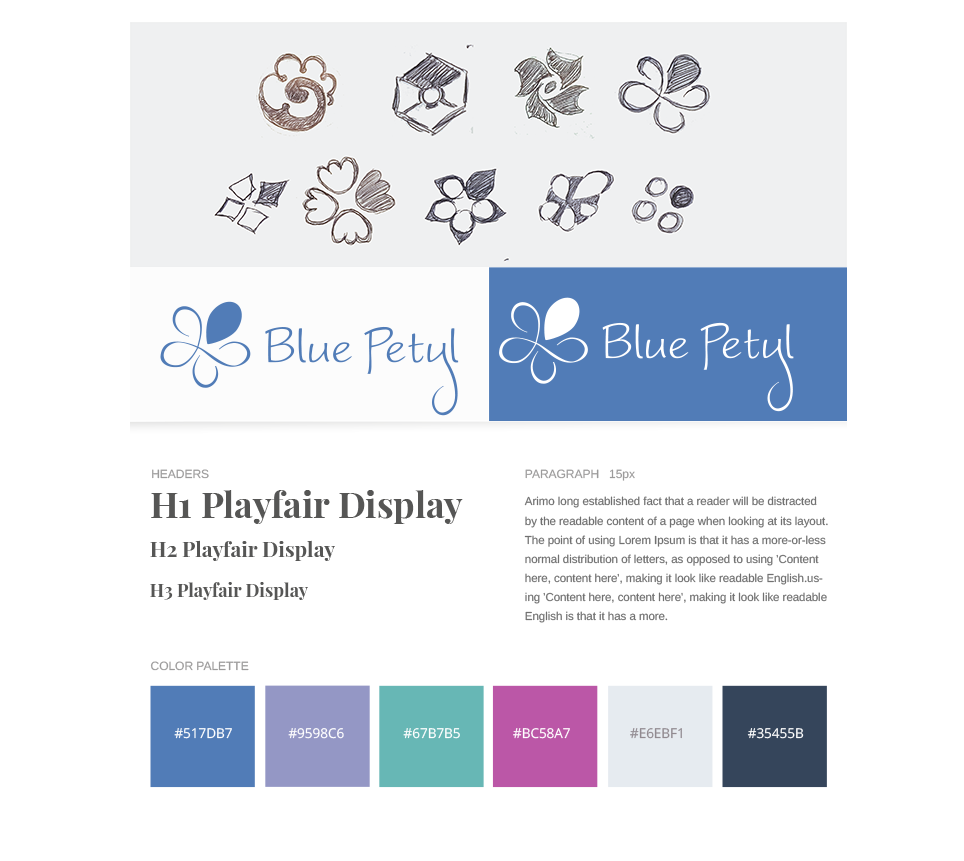 Blue Petyl
Blue Petyl
HEADERS
H1 Playfair Display
H2 Playfair Display
H3 Playfair Display
PARAGRAPH 15px
Arimo long established fact that a reader will be distracted
by the readable content of a page when looking at its layout.
The point of using Lorem Ipsum is that it has a more-or-less
normal distribution of letters, as opposed to using 'Content
here, content here', making it look like readable English.us-
ing 'Content here, content here', making it look like readable
English is that it has a more.
COLOR PALETTE
#517DB7
#9598C6
#67B7B5
#BC58A7
#E6EBF1
#35455B